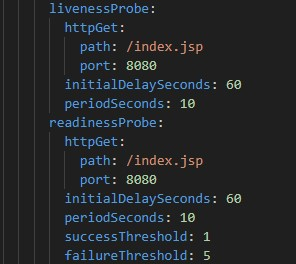 livenessProbe:
httpGet:
path: /index.jsp
port: 8080
initialDelaySeconds: 60
periodSeconds: 10
readinessProbe:
httpGet:
path: /index.jsp
port: 8080
initialDelaySeconds: 60
periodSeconds: 10
successThreshold: 1
failureThreshold: 5